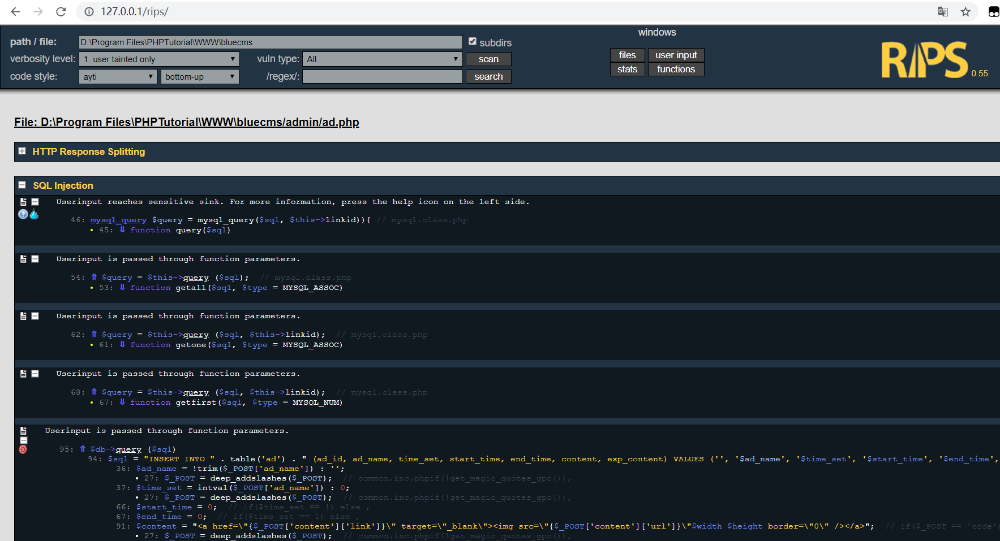 127.0.0.1/rips/
path / file: D:\Program Files\PHPTutorial\WWW\bluecms subdirs
windows
verbosity level: 1. user tainted only vuln type: All scan
files user input
code style: ayti bottom-up /regex/: search
stats functions
RIPS 0.55
File: D:\Program Files\PHPTutorial\WWW\bluecms/admin/ad.php
HTTP Response Splitting
SQL Injection
Userinput reaches sensitive sink. For more information, press the help icon on the left side.
46: mysql_query $query = mysql_query($sql, $this->linkid)){ // mysql.class.php
• 45: ⇓ function query($sql)
Userinput is passed through function parameters.
54: ⇑ $query = $this->query ($sql); // mysql.class.php
• 53: ⇓ function getall($sql, $type = MYSQL_ASSOC)
Userinput is passed through function parameters.
62: ⇑ $query = $this->query ($sql, $this->linkid); // mysql.class.php
• 61: ⇓ function getone($sql, $type = MYSQL_ASSOC)
Userinput is passed through function parameters.
68: ⇑ $query = $this->query ($sql, $this->linkid); // mysql.class.php
• 67: ⇓ function getfirst($sql, $type = MYSQL_NUM)
Userinput is passed through function parameters.
95: ⇑ $db->query ($sql)
94: $sql = "INSERT INTO " . table('ad') . " (ad_id, ad_name, time_set, start_time, end_time, content, exp_content) VALUES ('', '$ad_name', '$time_set', '$start_time', '$end_time',
36: $ad_name = !trim($_POST['ad_name']) : '';
• 27: $_POST = deep_addslashes($_POST); // common.inc.phpif(!get_magic_quotes_gpc()),
37: $time_set = intval($_POST['ad_name']) : 0;
• 27: $_POST = deep_addslashes($_POST); // common.inc.phpif(!get_magic_quotes_gpc()),
66: $start_time = 0; // if($time_set == 1) else ,
67: $end_time = 0; // if($time_set == 1) else ,
91: $content = "<a href=\"{$_POST['content']['link']}\" target=\"_blank\"><img src=\"{$_POST['content']['url']}\"$width $height border=\"0\" /></a>"; // if($_POST == 'code')
• 27: $_POST = deep_addslashes($_POST); // common.inc.phpif(!get_magic_quotes_gpc()),